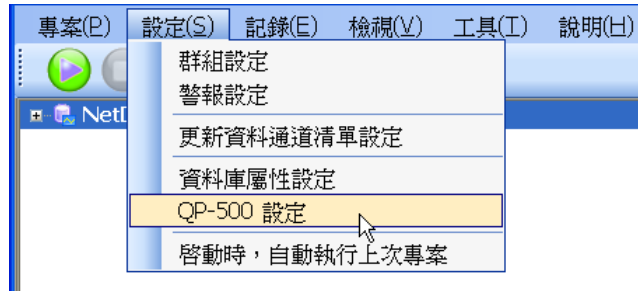 專案(P) 設定(S) 記錄(E) 檢視(V) 工具(T) 說明(H)
群組設定
警報設定
NetD
更新資料通道清單設定
資料庫屬性設定
QP-500 設定
啓動時，自動執行上次專案